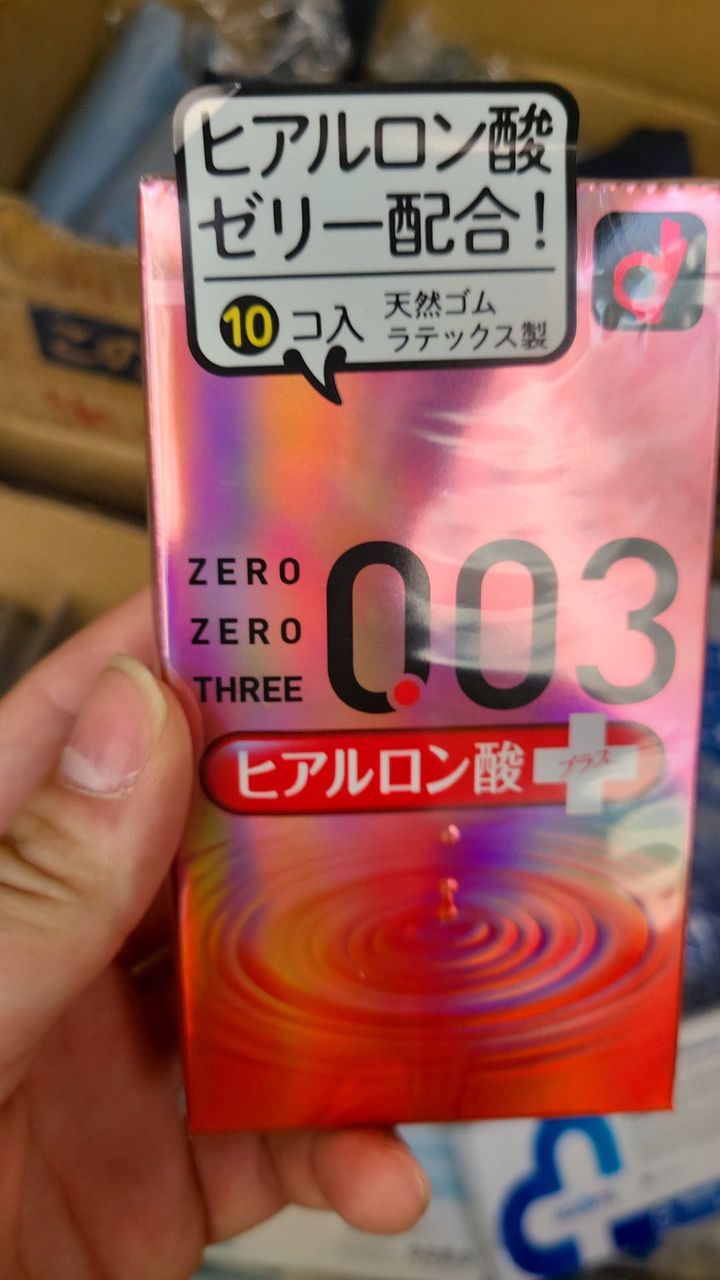 ヒアルロン酸
ゼリー配合!
10コ入
天然ゴム
ラテックス製
ZERO
ZERO
THREE
0.03
ヒアルロン酸
プラス
この